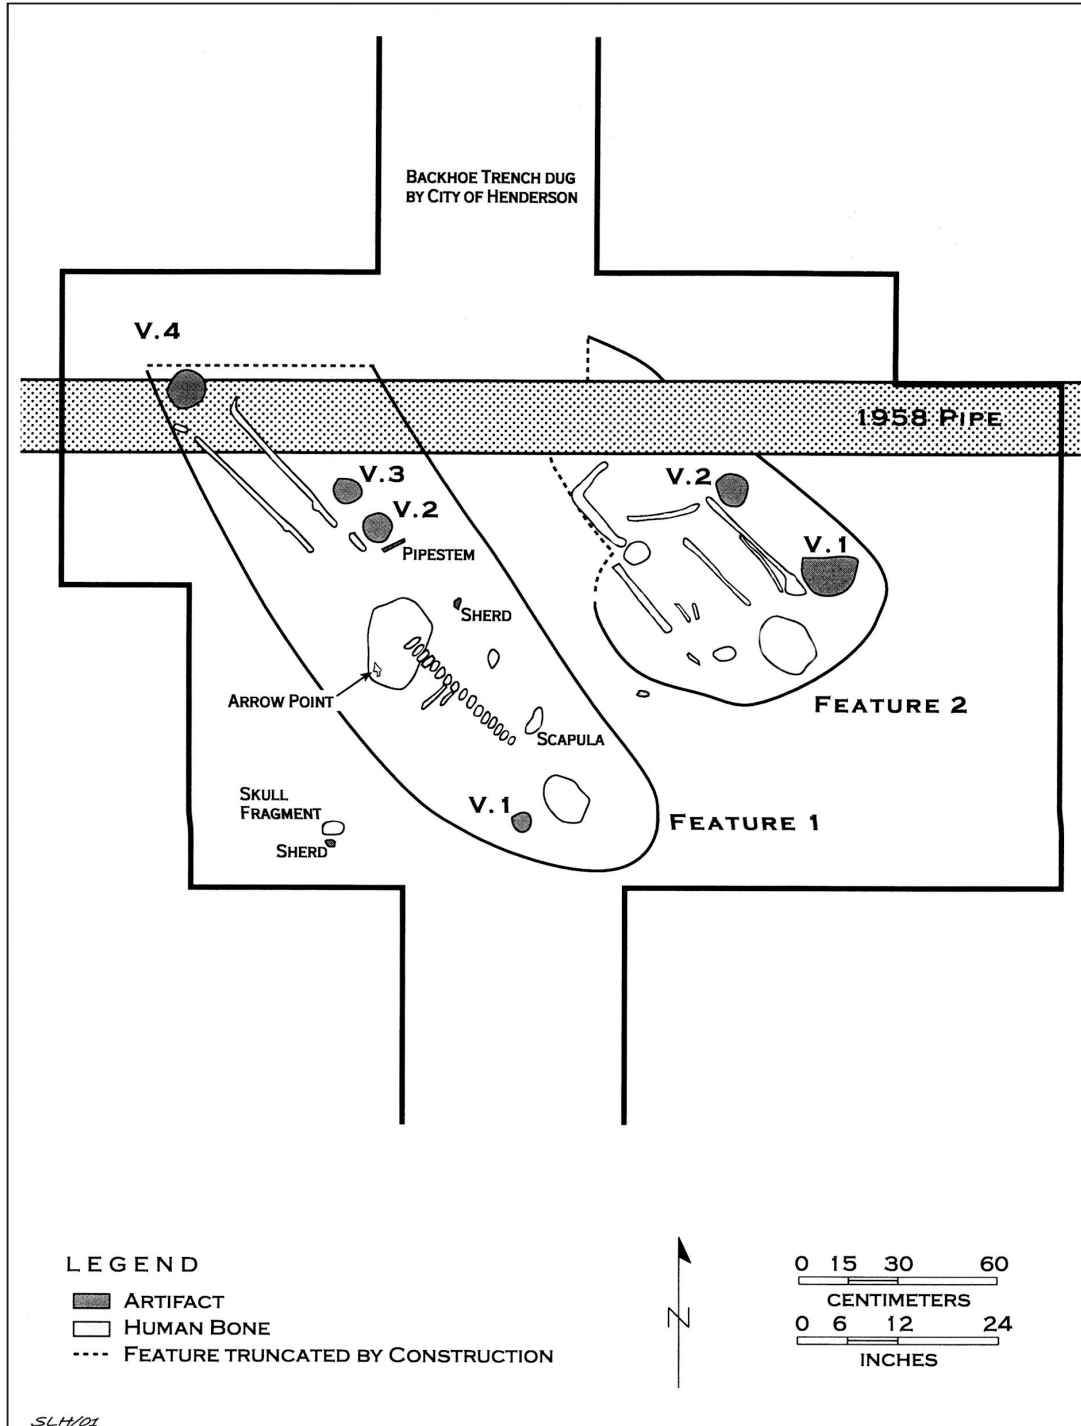 BACKHOE TRENCH DUG
BY CITY OF HENDERSON
V.4
1958 PIPE
V.3
V.2
V.2
PIPESTEM
V.1
SHERD
ARROW POINT
FEATURE 2
SCAPULA
SKULL
FRAGMENT
V.1
FEATURE 1
SHERD
LEGEND
ARTIFACT
HUMAN BONE
FEATURE TRUNCATED BY CONSTRUCTION
N
0 15 30 60
CENTIMETERS
0 6 12 24
INCHES
SLH/01